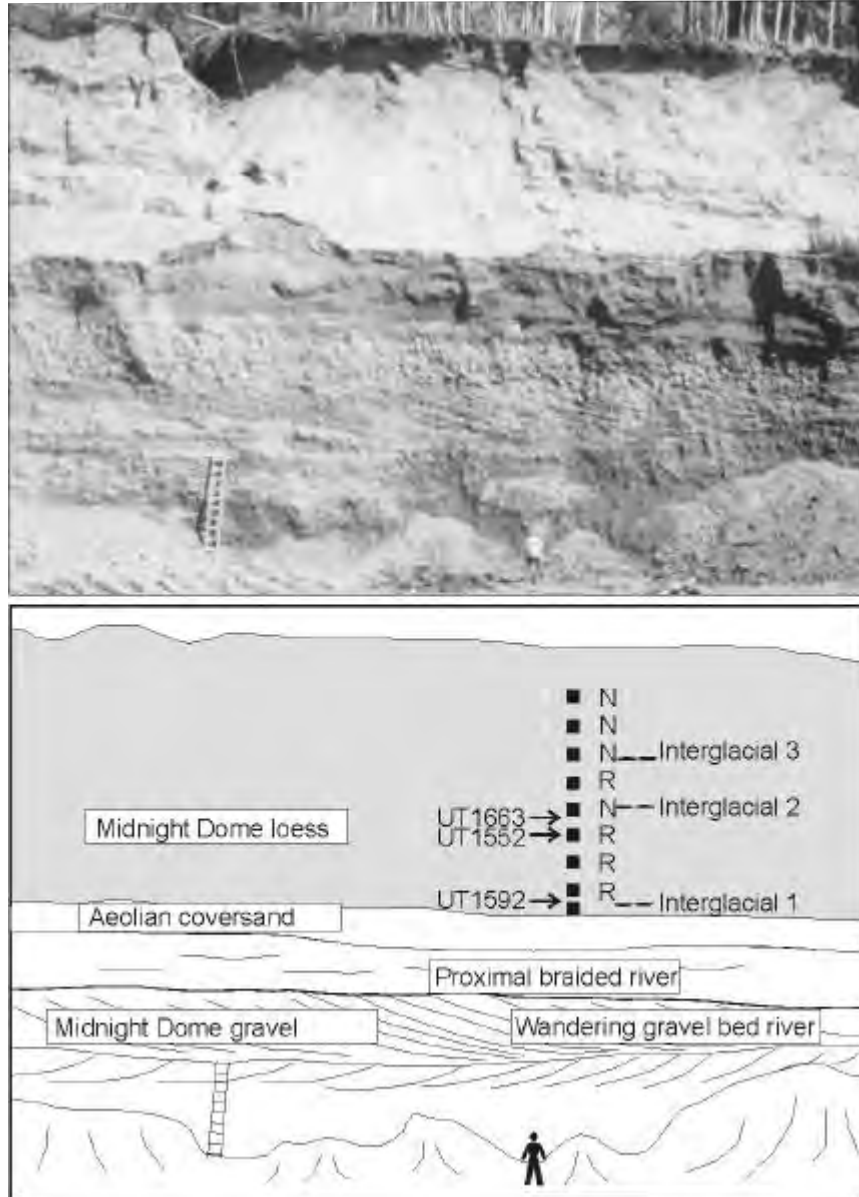 N
N
N Interglacial 3
R
UT1663 N Interglacial 2
Midnight Dome loess
UT1552 R
R
UT1592 R Interglacial 1
Aeolian coversand
Proximal braided river
Midnight Dome gravel Wandering gravel bed river